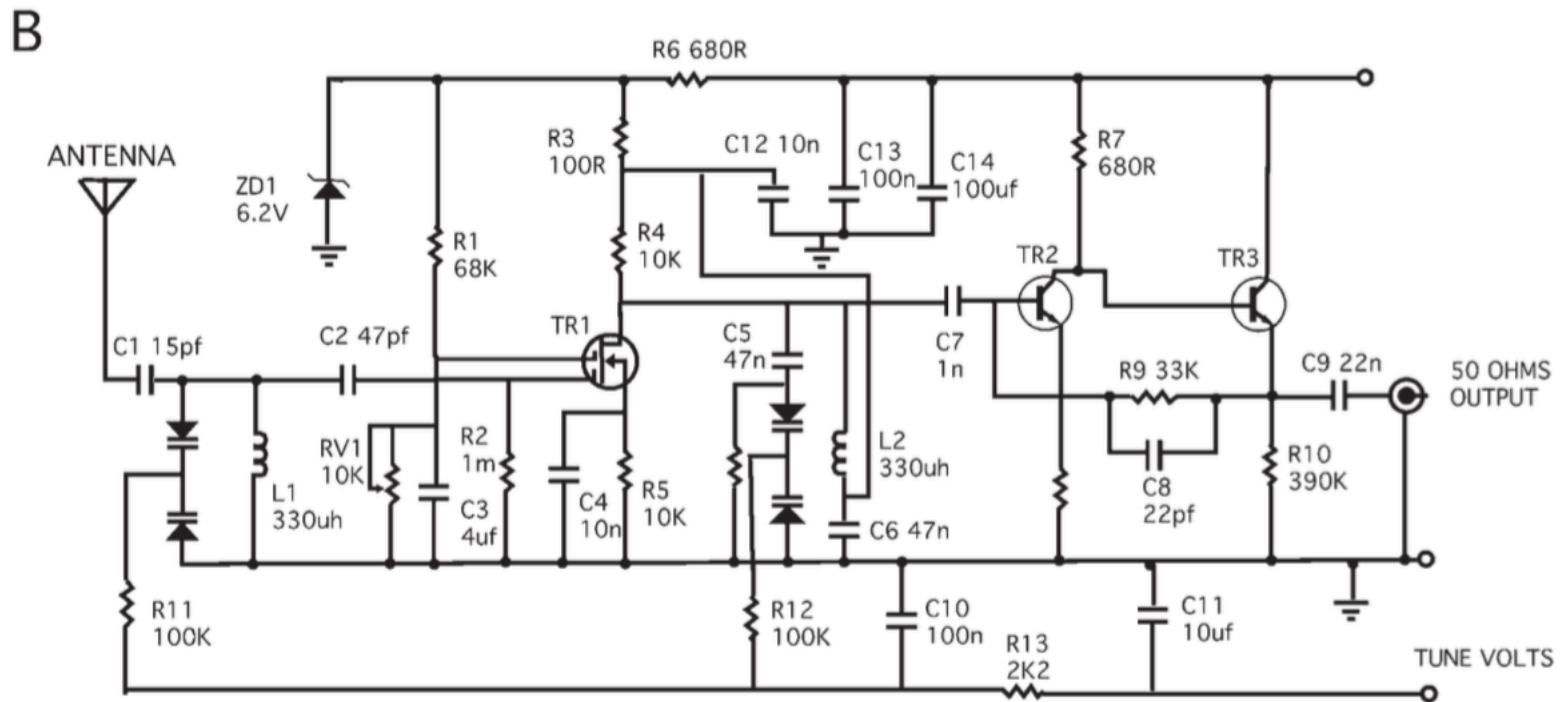 B
R6 680R
ANTENNA
ZD1
6.2V
R3
100R
C12 10n
C13
100n
C14
100uf
R7
680R
R1
68K
R4
10K
TR2
TR3
C1 15pf
C2 47pf
TR1
C5
47n
C7
1n
R9 33K
C9 22n
50 OHMS
OUTPUT
RV1
10K
R2
1m
L2
330uh
L1
330uh
C3
4uf
C4
10n
R5
10K
C6 47n
C8
22pf
R10
390K
R11
100K
R12
100K
C10
100n
C11
10uf
R13
2K2
TUNE VOLTS